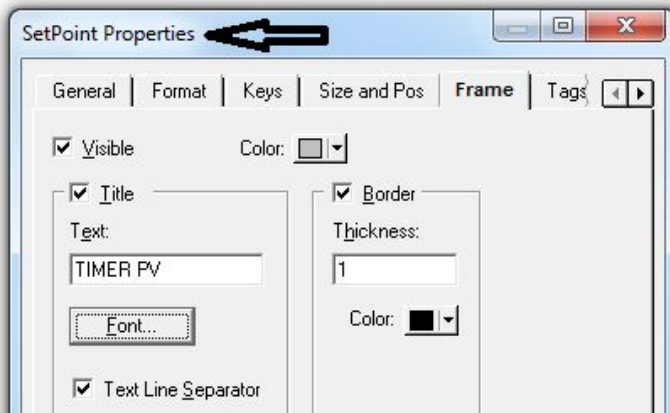 SetPoint Properties
General Format Keys Size and Pos Frame Tags
Visible Color:
Title Border
Text: Thickness:
TIMER PV 1
Font... Color:
Text Line Separator